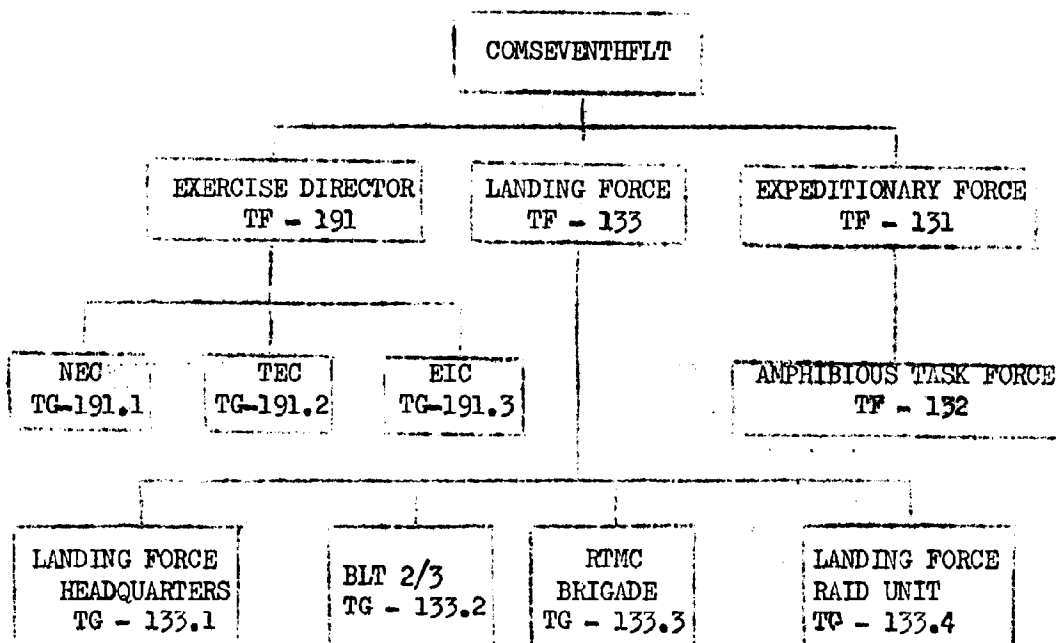 COMSEVENTHFLT
EXERCISE DIRECTOR
TF - 191
LANDING FORCE
TF - 133
EXPEDITIONARY FORCE
TF - 131
NEC
TG-191.1
TEC
TG-191.2
EIC
TG-191.3
AMPHIBIOUS TASK FORCE
TF - 132
LANDING FORCE
HEADQUARTERS
TG - 133.1
BLT 2/3
TG - 133.2
RTMC
BRIGADE
TG - 133.3
LANDING FORCE
RAID UNIT
TG - 133.4